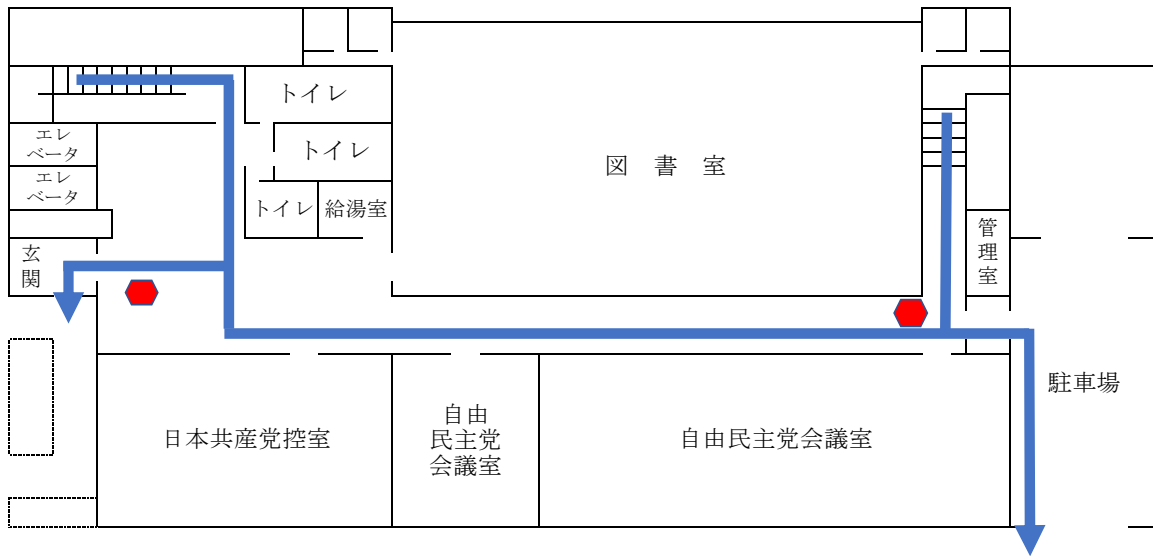 トイレ
エレ
ベータ
トイレ
図 書 室
エレ
ベータ
トイレ
給湯室
玄
関
管
理
室
駐車場
日本共産党控室
自由
民主党
会議室
自由民主党会議室